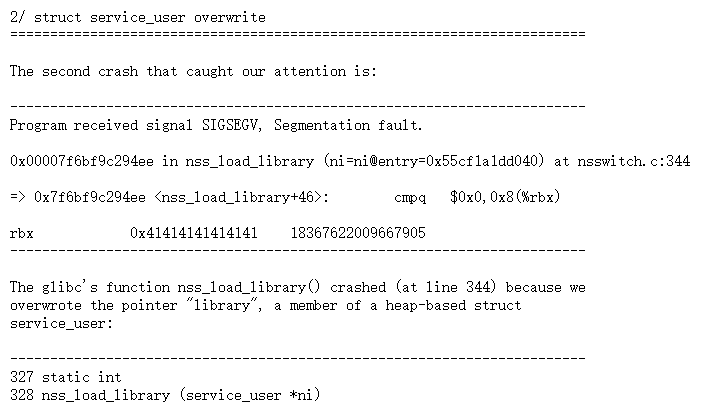 2/ struct service_user overwrite
========================================================================
The second crash that caught our attention is:
------------------------------------------------------------------------
Program received signal SIGSEGV, Segmentation fault.
0x00007f6bf9c294ee in nss_load_library (ni=ni@entry=0x55cf1a1dd040) at nsswitch.c:344
=> 0x7f6bf9c294ee <nss_load_library+46>:        cmpq   $0x0,0x8(%rbx)
rbx            0x41414141414141    18367622009667905
------------------------------------------------------------------------
The glibc's function nss_load_library() crashed (at line 344) because we
overwrote the pointer "library", a member of a heap-based struct
service_user:
------------------------------------------------------------------------
327 static int
328 nss_load_library (service_user *ni)